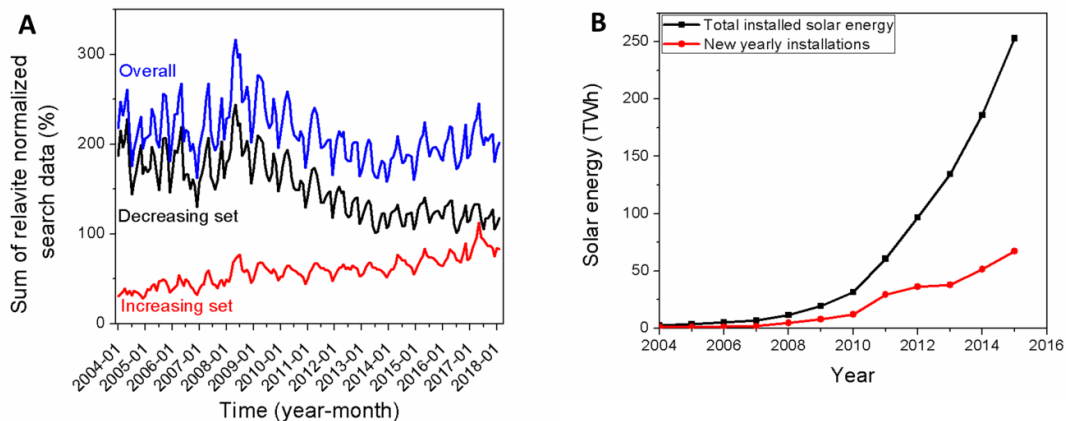 A
Sum of relavite normalized
search data (%)
300
200
100
0
Overall
Decreasing set
Increasing set
2004-01
2005-01
2006-01
2007-01
2008-01
2009-01
2010-01
2011-01
2012-01
2013-01
2014-01
2015-01
2016-01
2017-01
2018-01
Time (year-month)
B
Total installed solar energy
New yearly installations
Solar energy (TWh)
250
200
150
100
50
0
2004 2006 2008 2010 2012 2014 2016
Year